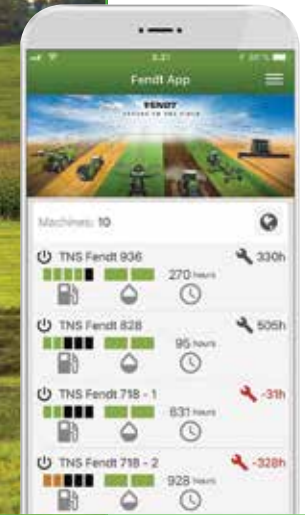 Fendt App
FENDT
Machines: 10
TNS Fendt 936
330h
270 hours
TNS Fendt 828
505h
95 hours
TNS Fendt 718 - 1
-31h
631 hours
TNS Fendt 718 - 2
-328h
928 hours